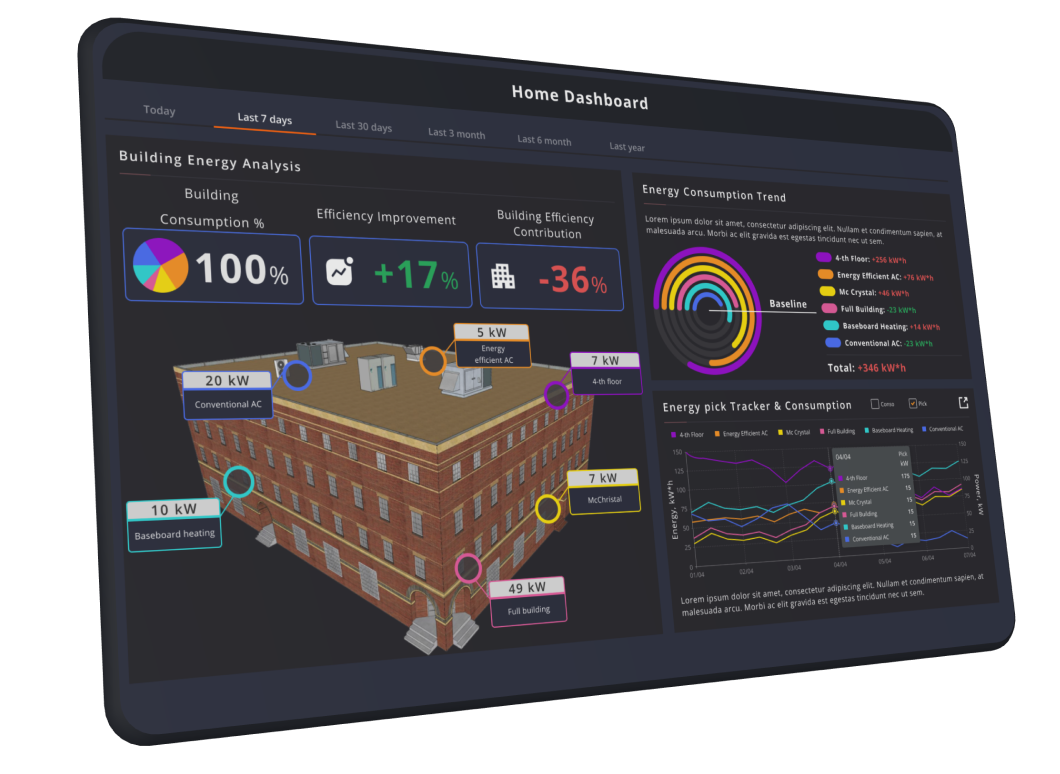 Home Dashboard
Today
Last 7 days
Last 30 days
Last 3 month
Last 6 month
Last year
Building Energy Analysis
Building
Consumption %
100%
Efficiency Improvement
+17%
Building Efficiency
Contribution
-36%
5 kW
Energy
efficient AC
20 kW
Conventional AC
7 kW
4-th floor
10 kW
Baseboard heating
7 kW
McChristal
49 kW
Full building
Energy Consumption Trend
Lorem ipsum dolor sit amet, consectetur adipiscing elit. Nullam et condimentum sapien, at
malesuada arcu. Morbi ac elit gravida est egestas tincidunt nec ut sem.
4-th Floor: +256 kW*h
Energy Efficient AC: +76 kW*h
Mc Crystal: +46 kW*h
Full Building: -23 kW*h
Baseboard Heating: +14 kW*h
Conventional AC: -23 kW*h
Baseline
Total: +346 kW*h
Energy pick Tracker & Consumption
Conso
Pick
4-th Floor
Energy Efficient AC
Mc Crystal
Full Building
Baseboard Heating
Conventional AC
Energy, kW*h
150
125
100
75
50
25
0
01/04
02/04
03/04
04/04
05/04
06/04
07/04
04/04
Pick
kW
4-th Floor 175
Energy Efficient AC 15
Mc Crystal 15
Full Building 15
Baseboard Heating 15
Conventional AC 15
150
125
100
75
50
25
0
Power, kW
Lorem ipsum dolor sit amet, consectetur adipiscing elit. Nullam et condimentum sapien, at
malesuada arcu. Morbi ac elit gravida est egestas tincidunt nec ut sem.